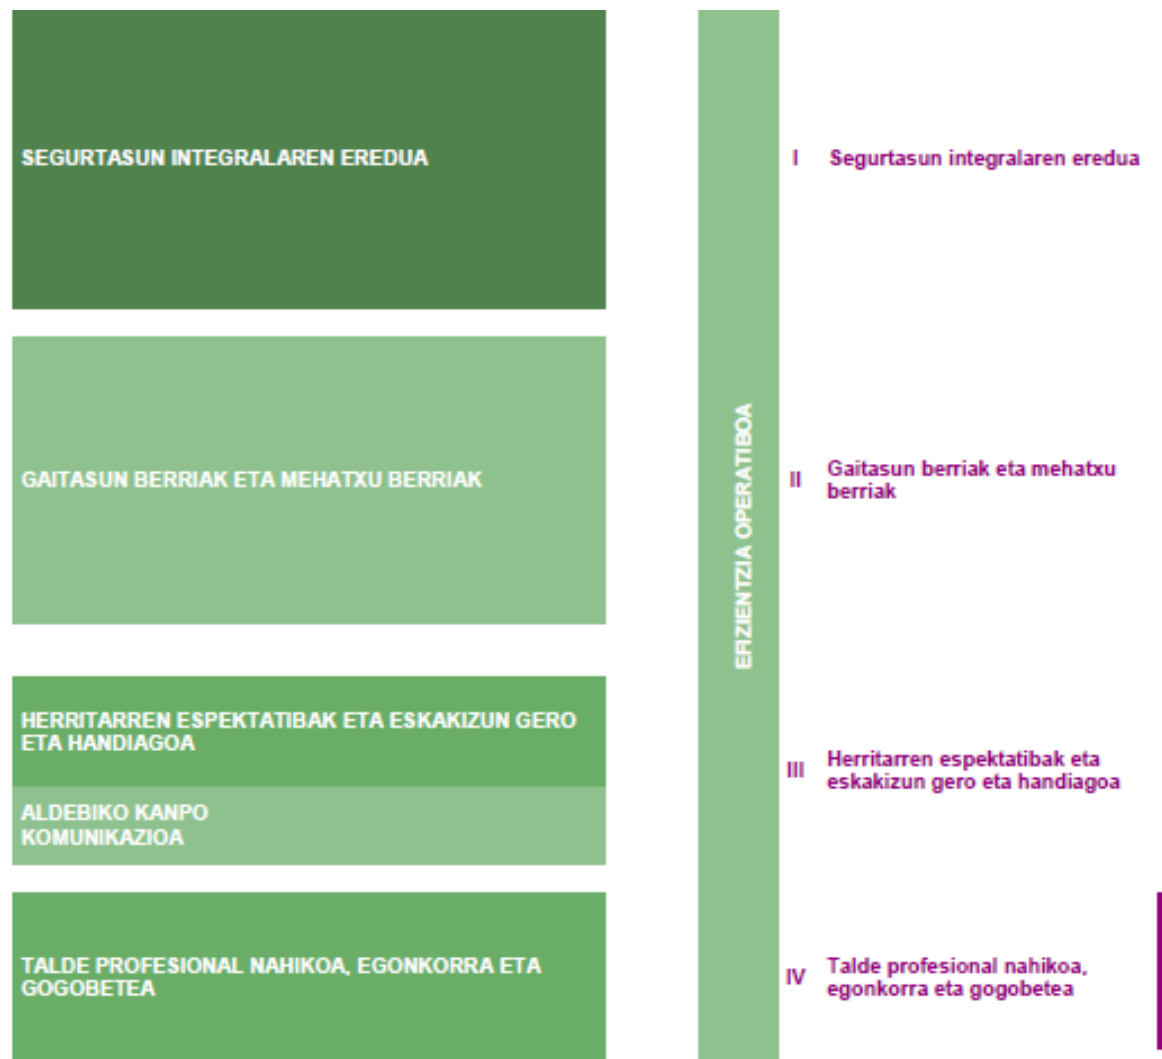 SEGURTASUN INTEGRALAREN EREDUA
GAITASUN BERRIAK ETA MEHATXU BERRIAK
HERRITARREN ESPEKTATIBAK ETA ESKAKIZUN GERO
ETA HANDIAGOA
ALDEBIKO KANPO
KOMUNIKAZIOA
TALDE PROFESIONAL NAHIKOA, EGONKORRA ETA
GOGOBETEA
EFIZIENTZIA OPERATIBOA
I Segurtasun integralaren eredua
II Gaitasun berriak eta mehatxu
berriak
III Herritarren espektatibak eta
eskakizun gero eta handiagoa
IV Talde profesional nahikoa,
egonkorra eta gogobetea